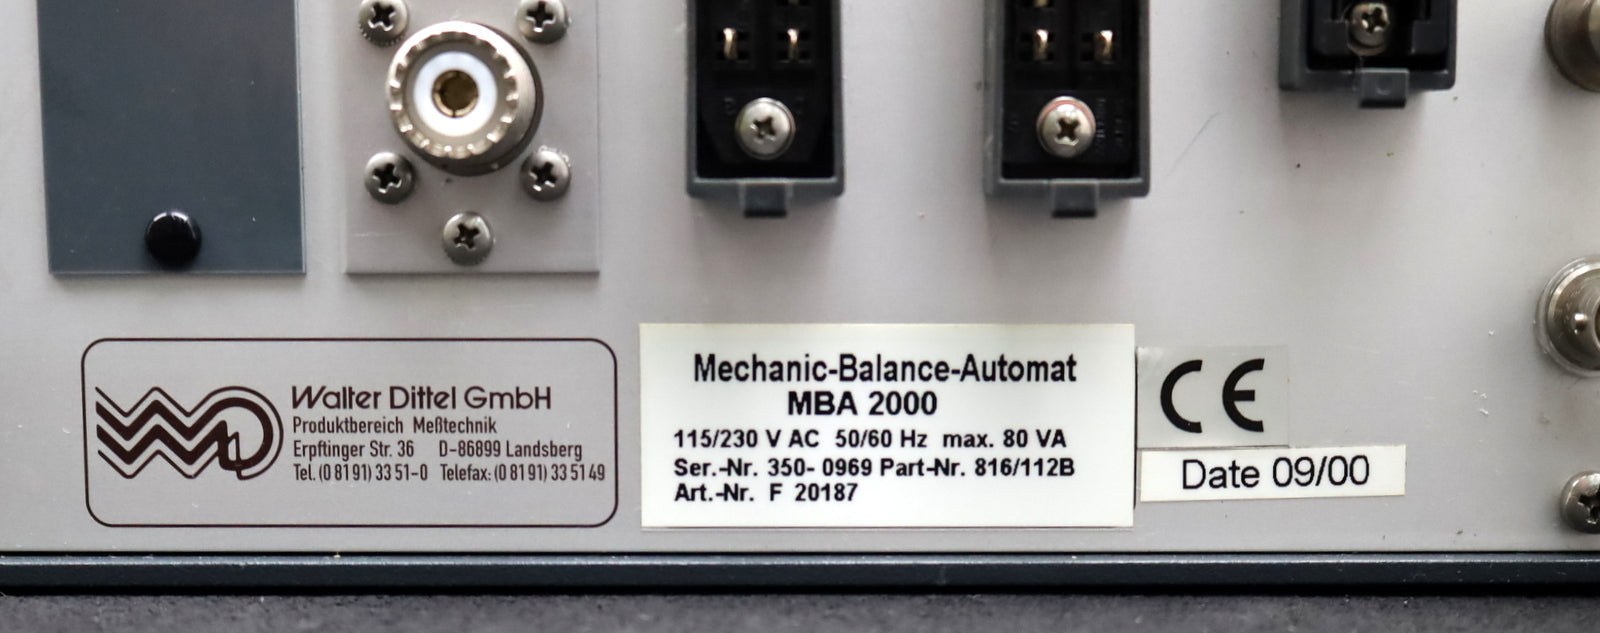 Walter Dittel GmbH
Produktbereich Meßtechnik
Erpftinger Str. 36 D-86899 Landsberg
Tel. (0 81 91) 33 51-0 Telefax: (0 81 91) 33 51 49
Mechanic-Balance-Automat
MBA 2000
115/230 V AC 50/60 Hz max. 80 VA
Ser.-Nr. 350- 0969 Part-Nr. 816/112B
Art.-Nr. F 20187
CE
Date 09/00